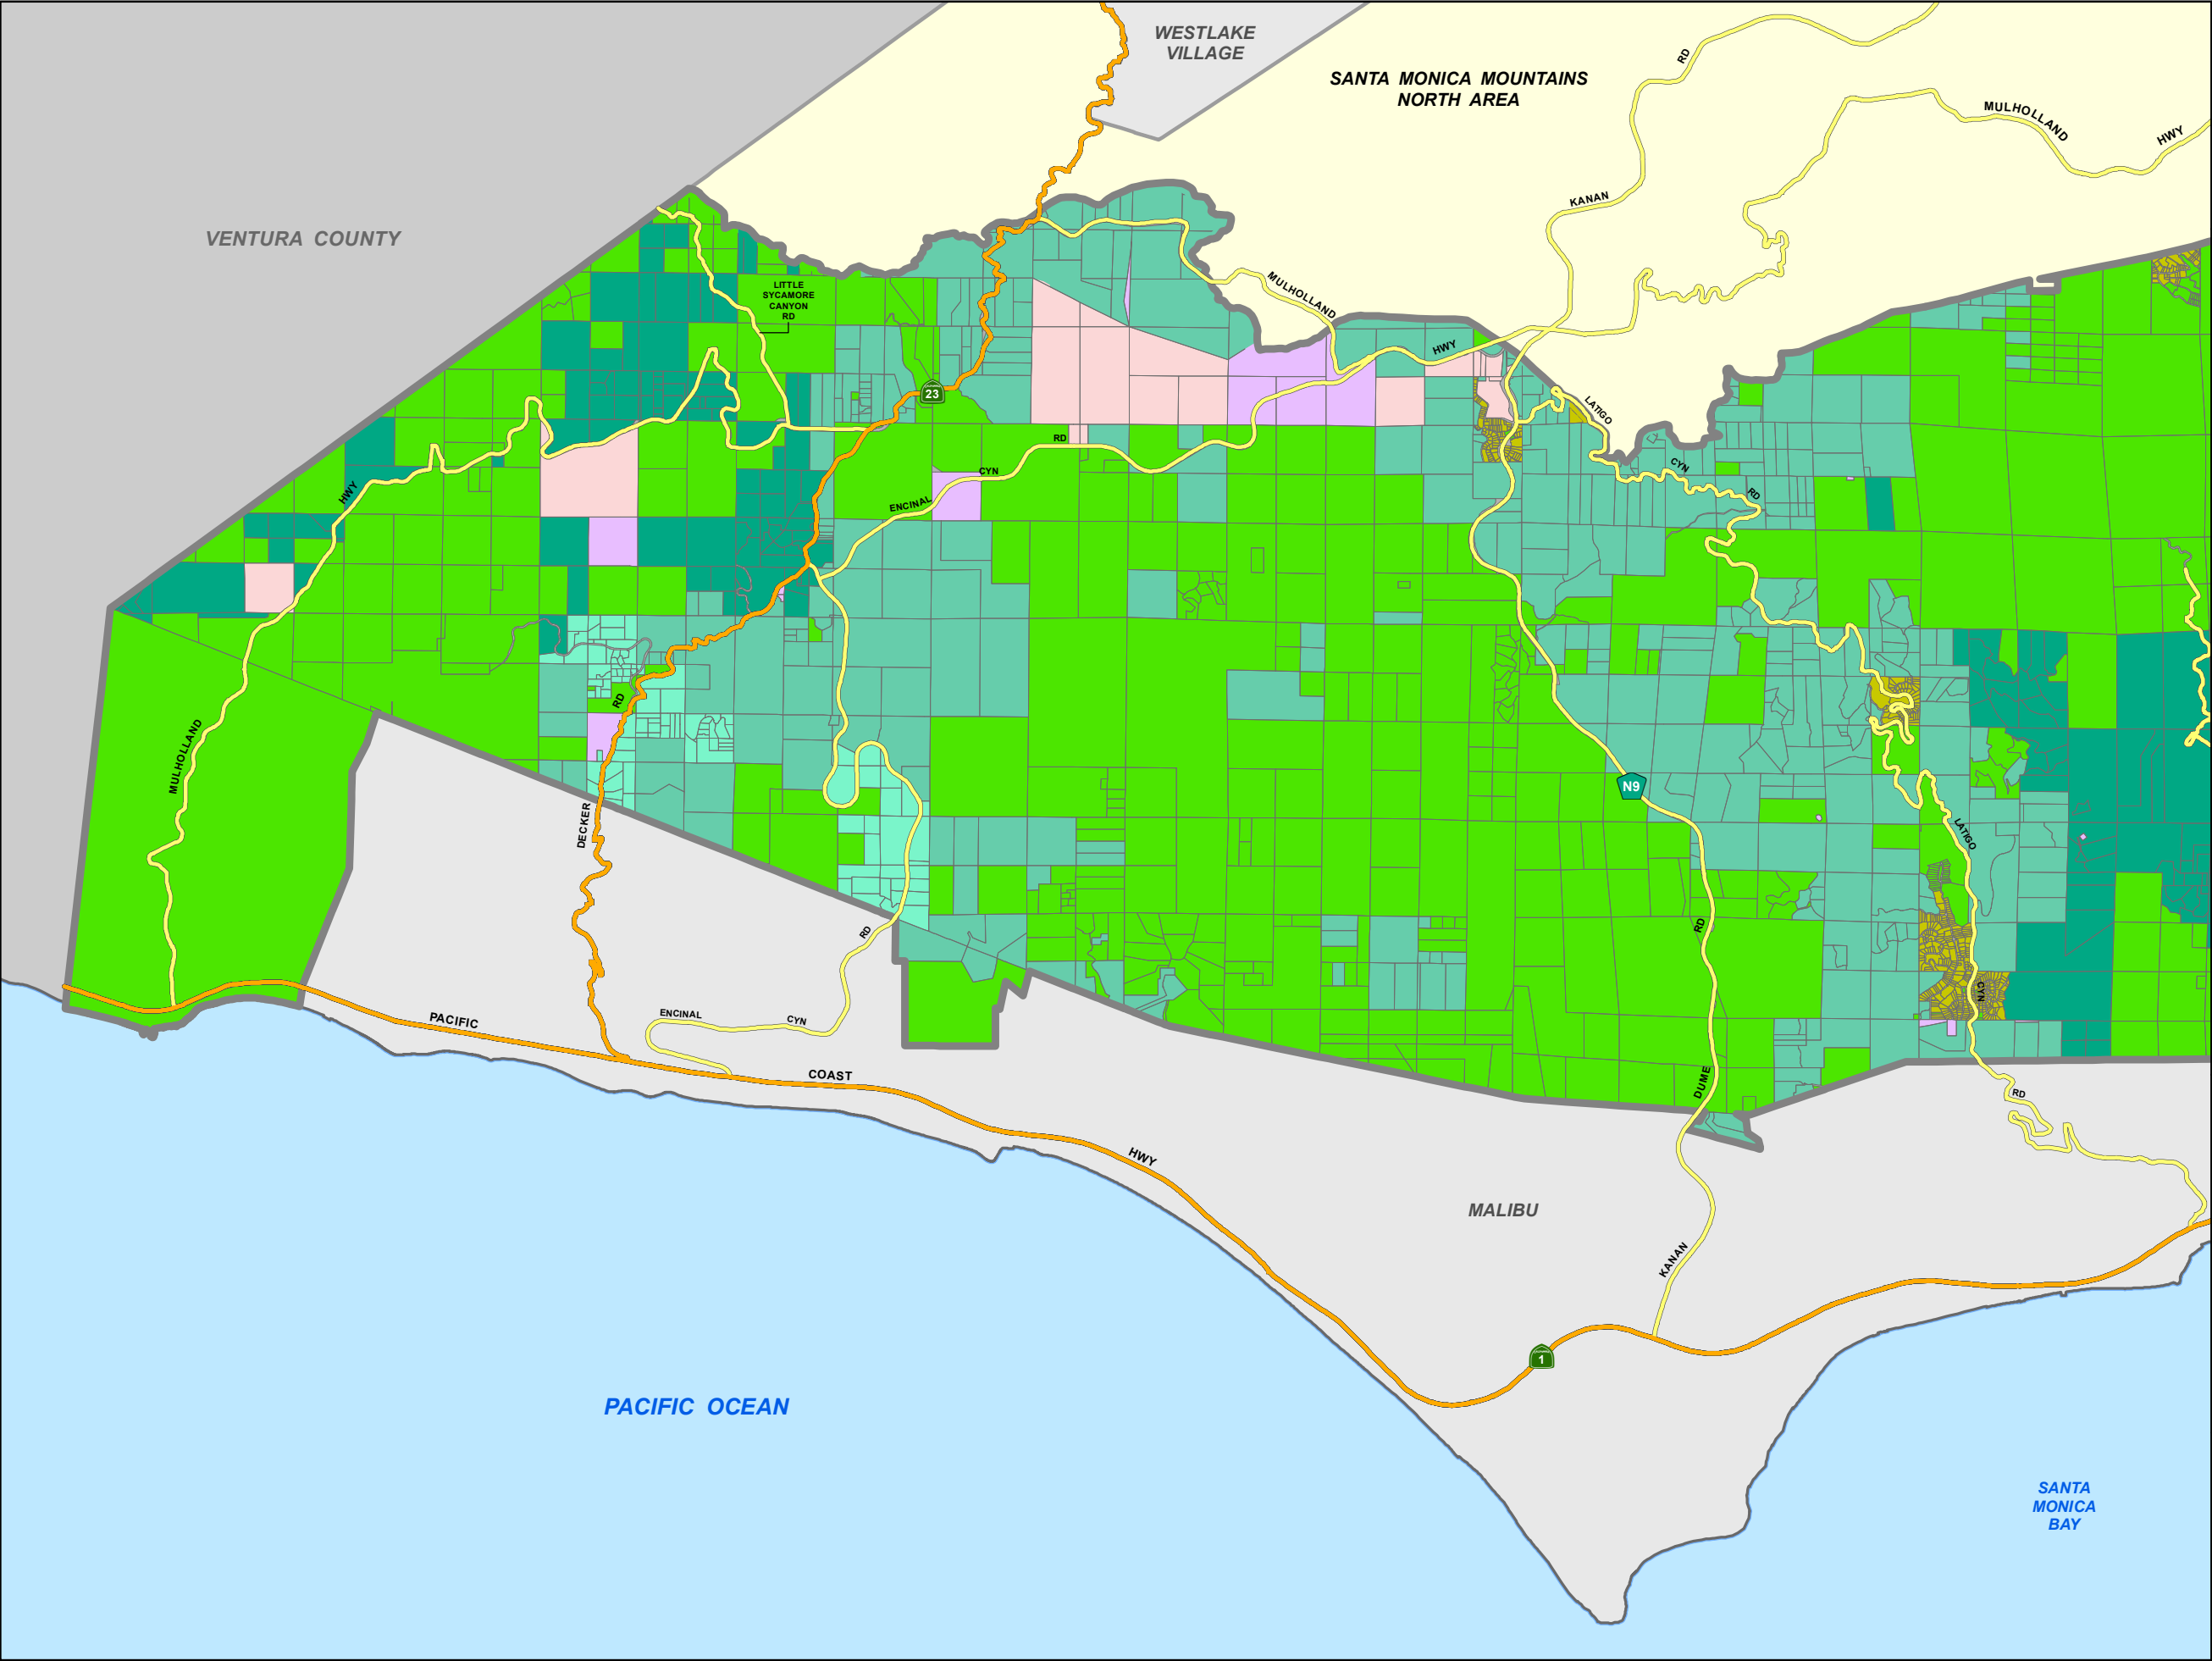 WESTLAKE
VILLAGE
SANTA MONICA MOUNTAINS
NORTH AREA
RD
MULHOLLAND
HWY
KANAN
VENTURA COUNTY
LITTLE
SYCAMORE
CANYON
RD
MULHOLLAND
HWY
23
LATIGO
CYN
RD
RD
CYN
ENCINAL
HWY
RD
MULHOLLAND
DECKER
N9
LATIGO
RD
RD
CYN
ENCINAL
CYN
PACIFIC
COAST
DUME
RD
HWY
MALIBU
KANAN
1
PACIFIC OCEAN
SANTA
MONICA
BAY